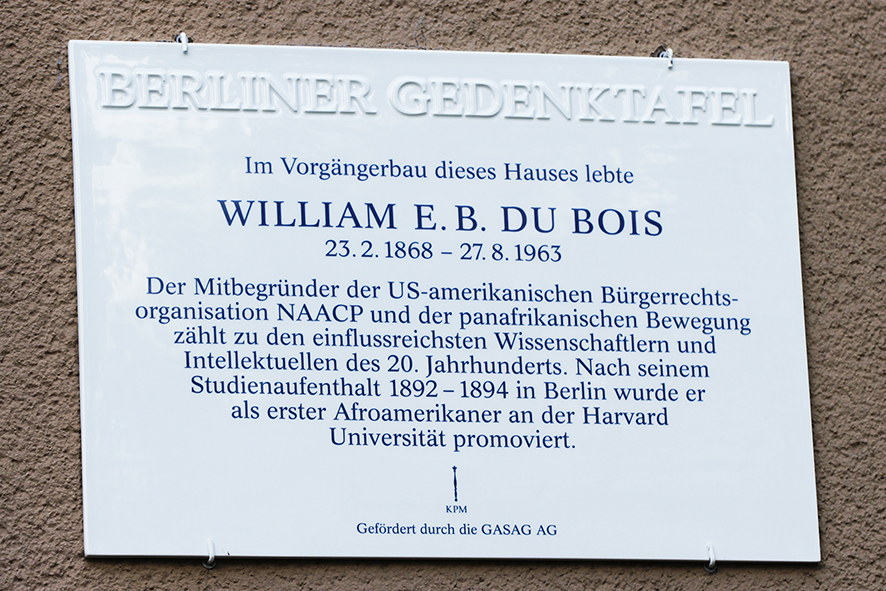 BERLINER GEDENKTAFEL
Im Vorgängerbau dieses Hauses lebte
WILLIAM E. B. DU BOIS
23. 2. 1868 – 27. 8. 1963
Der Mitbegründer der US-amerikanischen Bürgerrechts-
organisation NAACP und der panafrikanischen Bewegung
zählt zu den einflussreichsten Wissenschaftlern und
Intellektuellen des 20. Jahrhunderts. Nach seinem
Studienaufenthalt 1892 – 1894 in Berlin wurde er
als erster Afroamerikaner an der Harvard
Universität promoviert.
KPM
Gefördert durch die GASAG AG